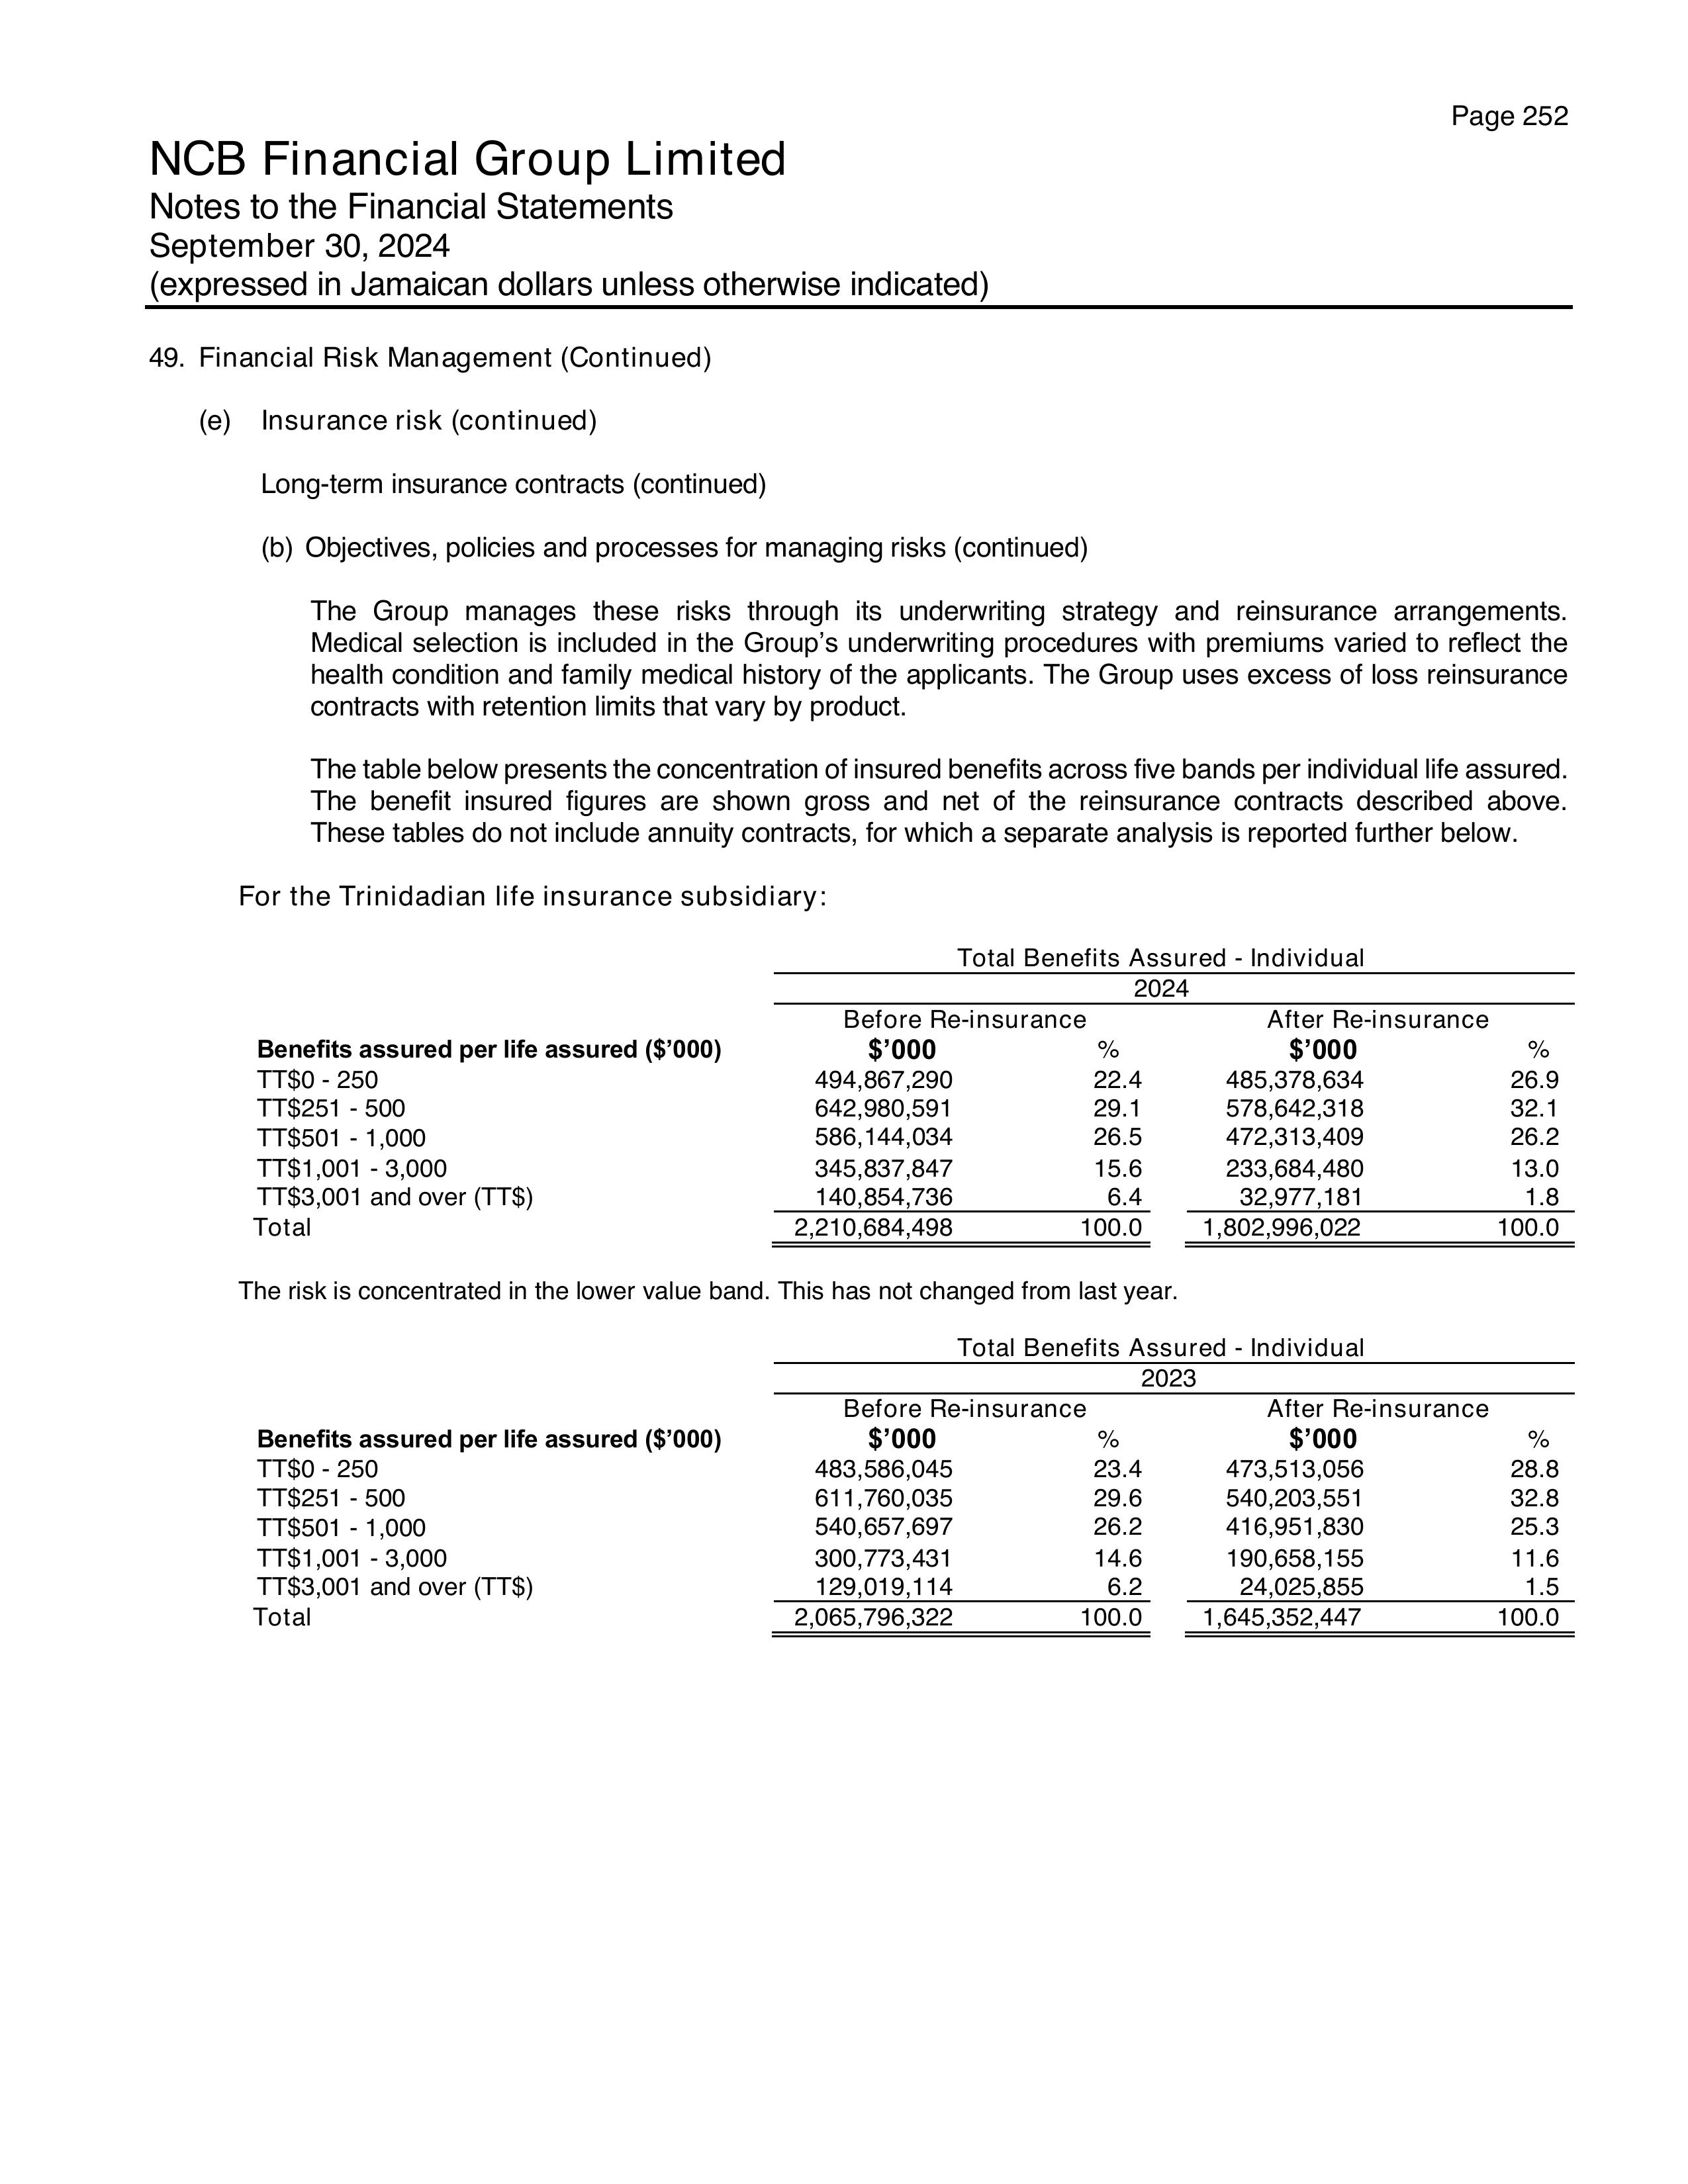 Page 252
NCB Financial Group Limited
Notes to the Financial Statements
September 30, 2024
(expressed in Jamaican dollars unless otherwise indicated)
49. Financial Risk Management (Continued)
(e) Insurance risk (continued)
Long-term insurance contracts (continued)
(b) Objectives, policies and processes for managing risks (continued)
The Group manages these risks through its underwriting strategy and reinsurance arrangements.
Medical selection is included in the Group’s underwriting procedures with premiums varied to reflect the
health condition and family medical history of the applicants. The Group uses excess of loss reinsurance
contracts with retention limits that vary by product.
The table below presents the concentration of insured benefits across five bands per individual life assured.
The benefit insured figures are shown gross and net of the reinsurance contracts described above.
These tables do not include annuity contracts, for which a separate analysis is reported further below.
For the Trinidadian life insurance subsidiary:
Total Benefits Assured - Individual
2024
Before Re-insurance After Re-insurance
Benefits assured per life assured ($’000) $’000 % $’000 %
TT$0 - 250 494,867,290 22.4 485,378,634 26.9
TT$251 - 500 642,980,591 29.1 578,642,318 32.1
TT$501 - 1,000 586,144,034 26.5 472,313,409 26.2
TT$1,001 - 3,000 345,837,847 15.6 233,684,480 13.0
TT$3,001 and over (TT$) 140,854,736 6.4 32,977,181 1.8
Total 2,210,684,498 100.0 1,802,996,022 100.0
The risk is concentrated in the lower value band. This has not changed from last year.
Total Benefits Assured - Individual
2023
Before Re-insurance After Re-insurance
Benefits assured per life assured ($’000) $’000 % $’000 %
TT$0 - 250 483,586,045 23.4 473,513,056 28.8
TT$251 - 500 611,760,035 29.6 540,203,551 32.8
TT$501 - 1,000 540,657,697 26.2 416,951,830 25.3
TT$1,001 - 3,000 300,773,431 14.6 190,658,155 11.6
TT$3,001 and over (TT$) 129,019,114 6.2 24,025,855 1.5
Total 2,065,796,322 100.0 1,645,352,447 100.0